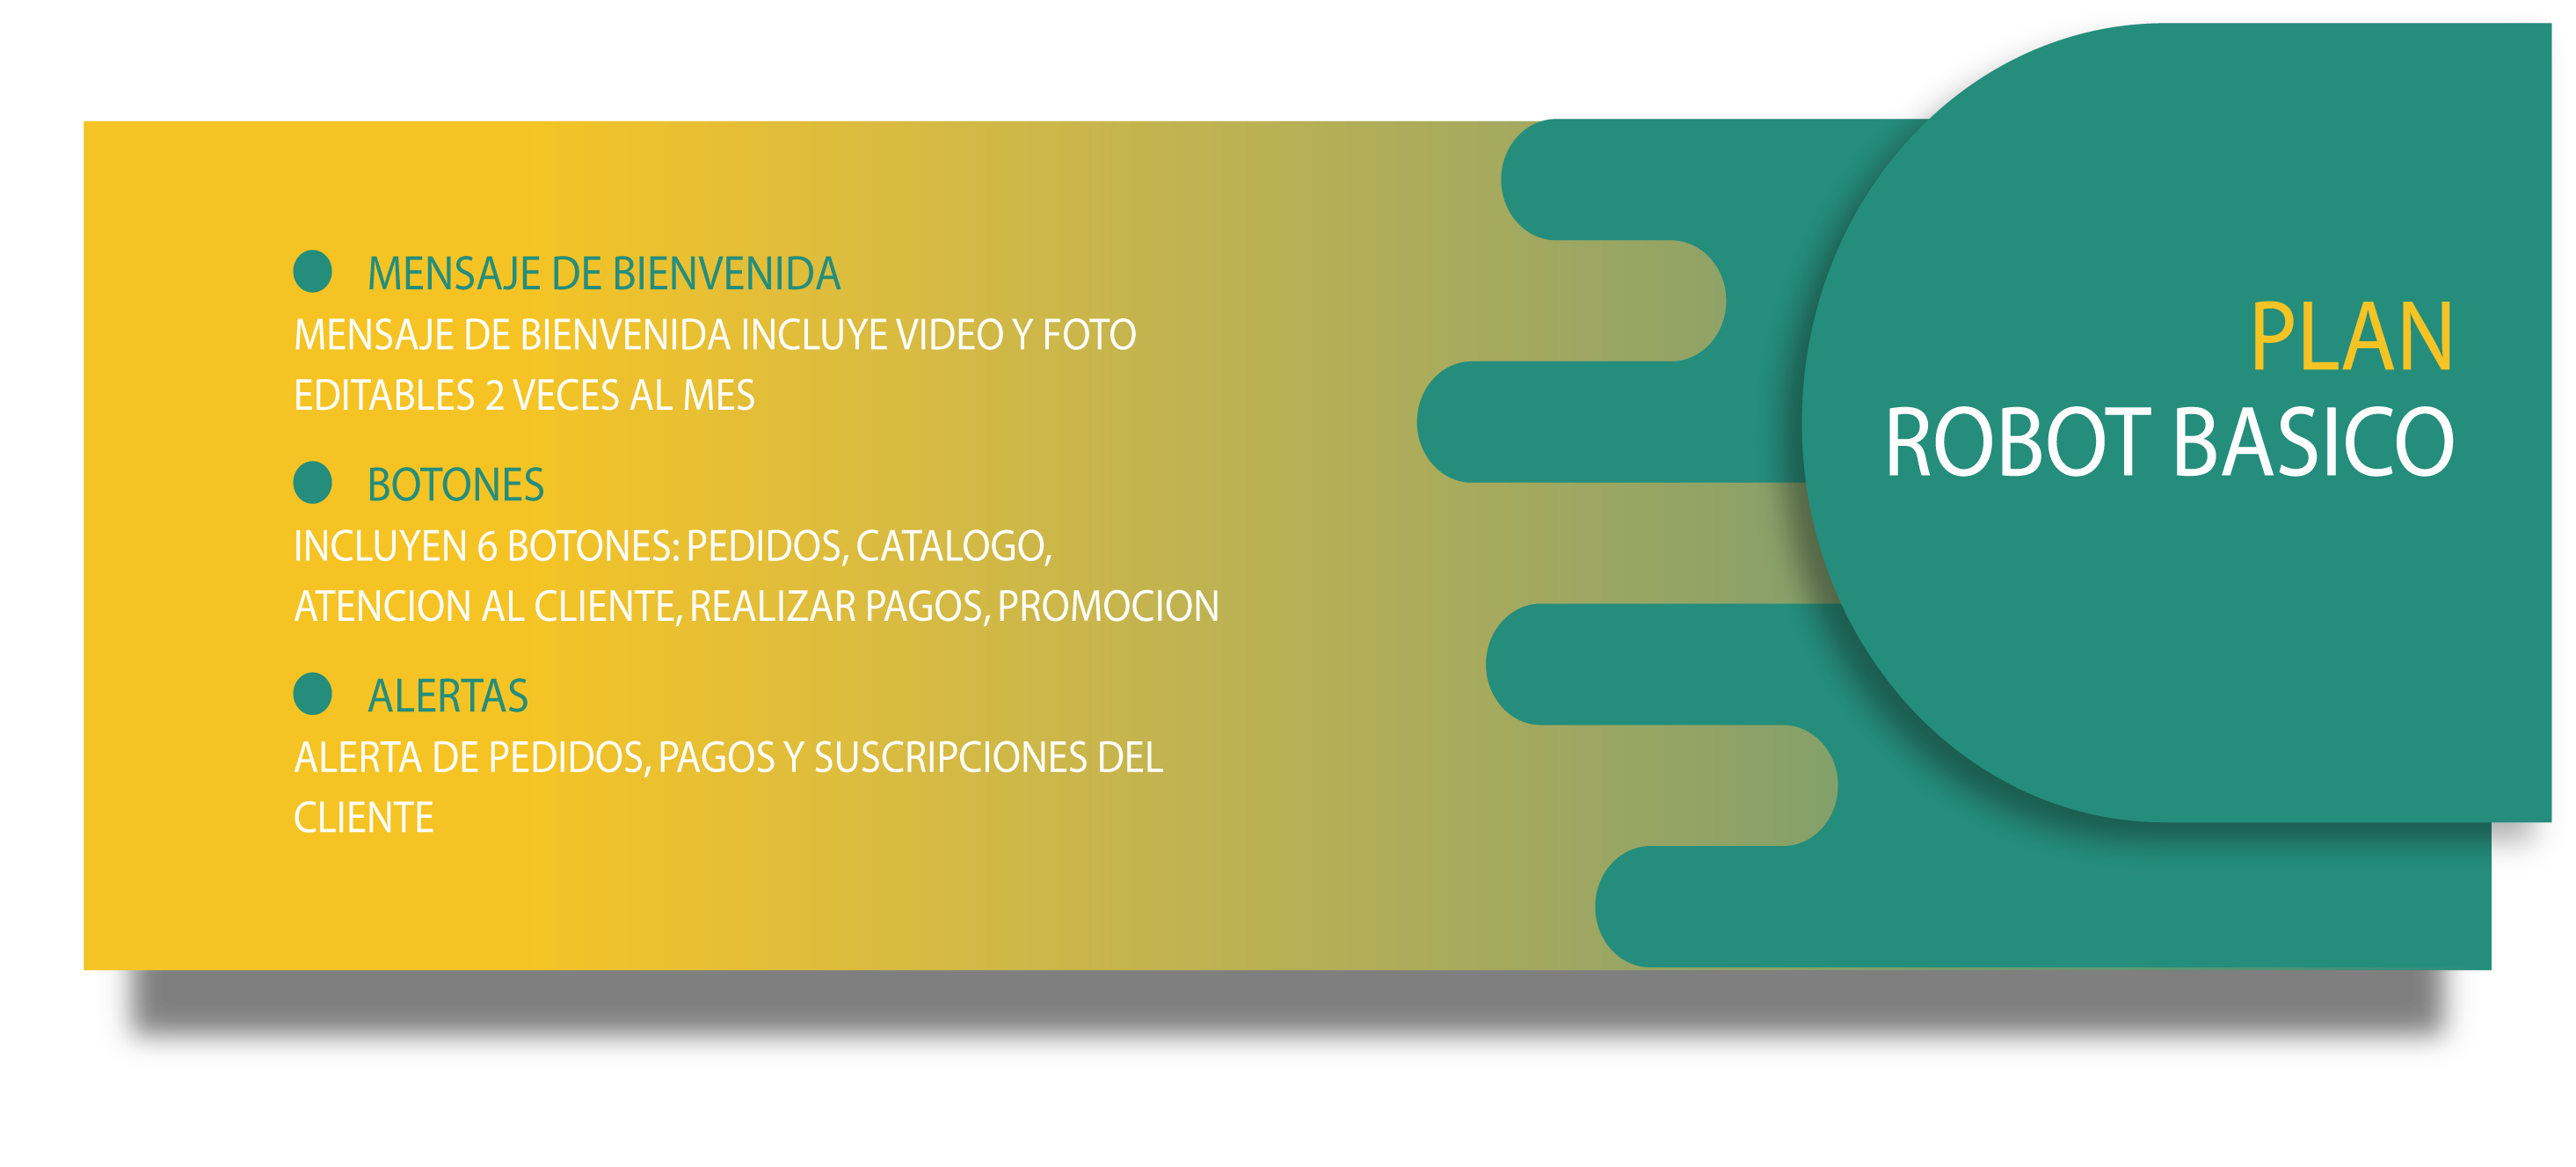 MENSAJE DE BIENVENIDA
MENSAJE DE BIENVENIDA INCLUYE VIDEO Y FOTO
EDITABLES 2 VECES AL MES
BOTONES
INCLUYEN 6 BOTONES: PEDIDOS, CATALOGO,
ATENCION AL CLIENTE, REALIZAR PAGOS, PROMOCION
ALERTAS
ALERTA DE PEDIDOS, PAGOS Y SUSCRIPCIONES DEL
CLIENTE
PLAN
ROBOT BASICO